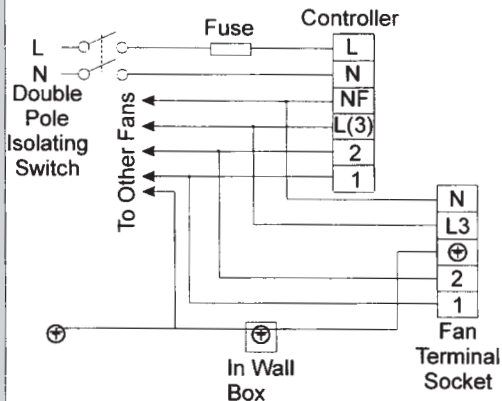 Controller
Fuse
L
L
N
N
Double
Pole
Isolating
Switch
To Other Fans
NF
L(3)
2
1
N
L3
2
1
Fan
Terminal
Socket
In Wall
Box